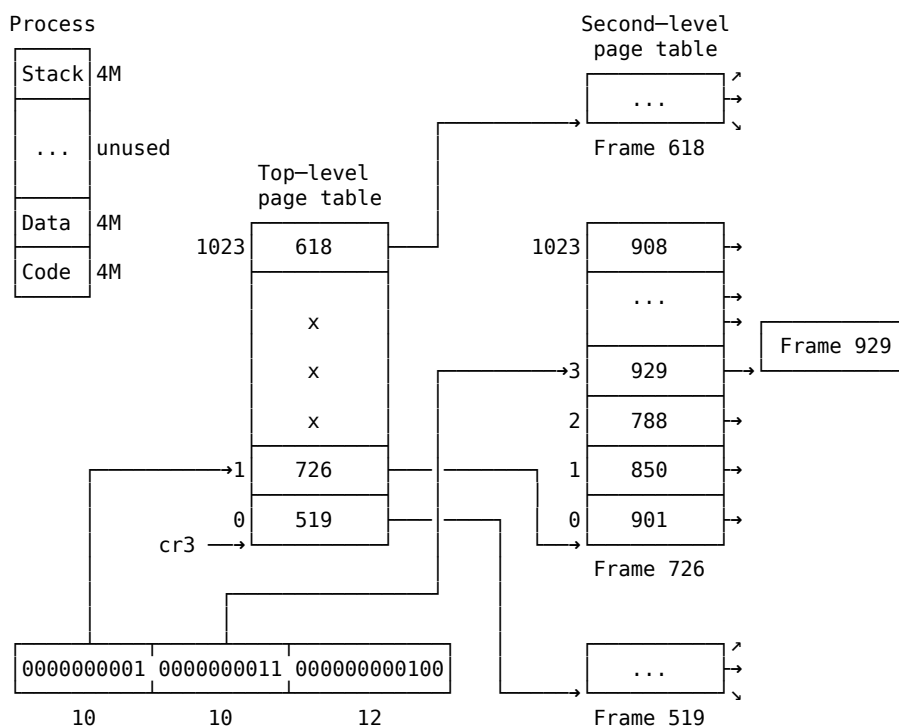 Process
Second–level
page table
Stack 4M
...
... unused
Frame 618
Top–level
page table
Data 4M
1023 618
1023 908
Code 4M
...
x
Frame 929
x
3 929
x
2 788
1 726
1 850
0 519
0 901
cr3
Frame 726
0000000001 0000000011 000000000100
...
10 10 12
Frame 519